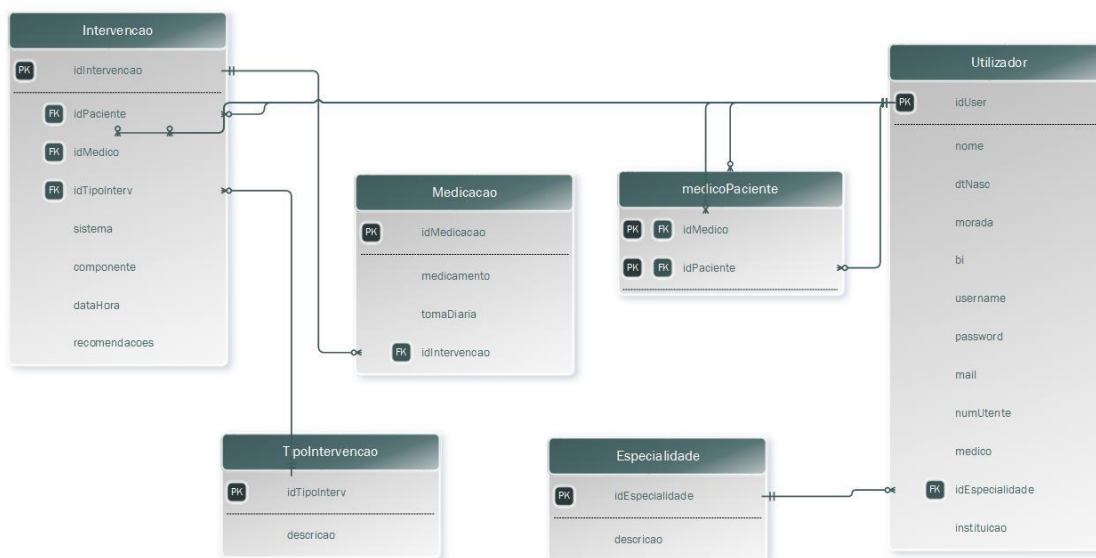 Intervencao
PK idIntervencao
FK idPaciente
FK idMedico
FK idTipoInterv
sistema
componente
dataHora
recomendacoes
Medicacao
PK idMedicacao
medicamento
tomaDiaria
FK idIntervencao
medicoPaciente
PK FK idMedico
PK FK idPaciente
Utilizador
PK idUser
nome
dtNasc
morada
bi
username
password
mail
numUtente
medico
FK idEspecialidade
instituicao
TipoIntervencao
PK idTipoInterv
descricao
Especialidade
PK idEspecialidade
descricao